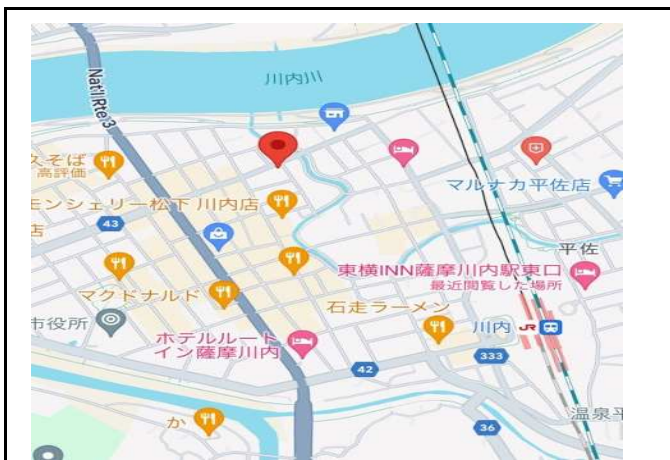 川内川
Nat'l Rte 3
久そば
高評価
モンシェリー松下 川内店
店
43
マルナカ平佐店
平佐
東横INN薩摩川内駅東口
最近閲覧した場所
マクドナルド
石走ラーメン
市役所
ホテルルート
イン薩摩川内
川内
JR
333
42
か
温泉平
36